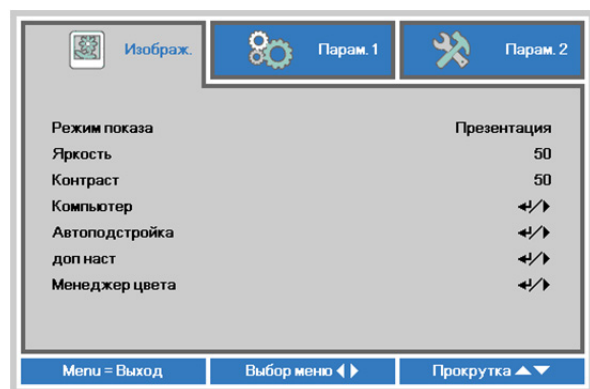 Изображ. Парам. 1 Парам. 2
Режим показа Презентация
Яркость 50
Контраст 50
Компьютер ↵/▶
Автоподстройка ↵/▶
доп наст ↵/▶
Менеджер цвета ↵/▶
Menu = Выход Выбор меню ◀▶ Прокрутка ▲▼